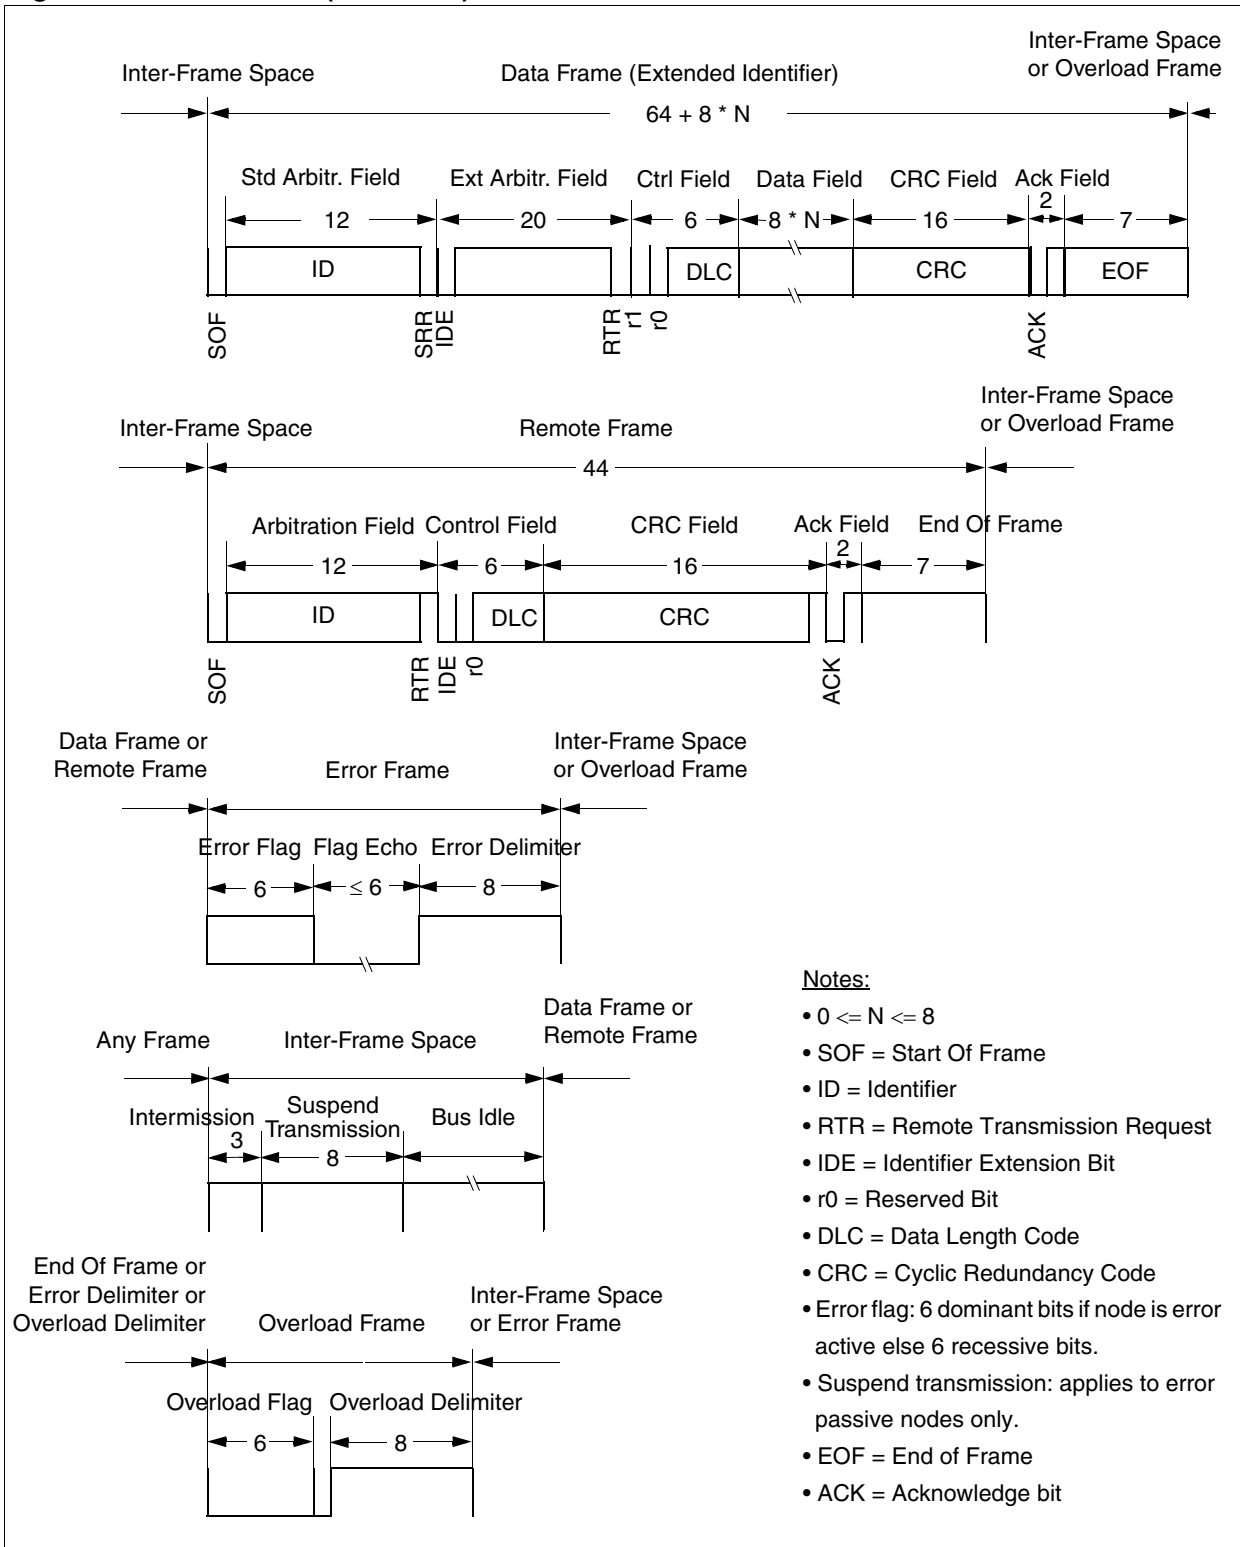 Inter-Frame Space
or Overload Frame
Inter-Frame Space
Data Frame (Extended Identifier)
64 + 8 * N
Std Arbitr. Field Ext Arbitr. Field Ctrl Field Data Field CRC Field Ack Field
12 20 6 8 * N 16 2 7
ID DLC CRC EOF
SOF SRR IDE RTR r1 r0 ACK
Inter-Frame Space
or Overload Frame
Inter-Frame Space Remote Frame
44
Arbitration Field Control Field CRC Field Ack Field End Of Frame
12 6 16 2 7
ID DLC CRC
SOF RTR IDE r0 ACK
Data Frame or
Remote Frame
Error Frame
Inter-Frame Space
or Overload Frame
Error Flag Flag Echo Error Delimiter
6 ≤ 6 8
Any Frame Inter-Frame Space
Data Frame or
Remote Frame
Intermission
Suspend
Transmission
Bus Idle
3 8
End Of Frame or
Error Delimiter or
Overload Delimiter
Overload Frame
Inter-Frame Space
or Error Frame
Overload Flag Overload Delimiter
6 8
Notes:
• 0 <= N <= 8
• SOF = Start Of Frame
• ID = Identifier
• RTR = Remote Transmission Request
• IDE = Identifier Extension Bit
• r0 = Reserved Bit
• DLC = Data Length Code
• CRC = Cyclic Redundancy Code
• Error flag: 6 dominant bits if node is error
active else 6 recessive bits.
• Suspend transmission: applies to error
passive nodes only.
• EOF = End of Frame
• ACK = Acknowledge bit